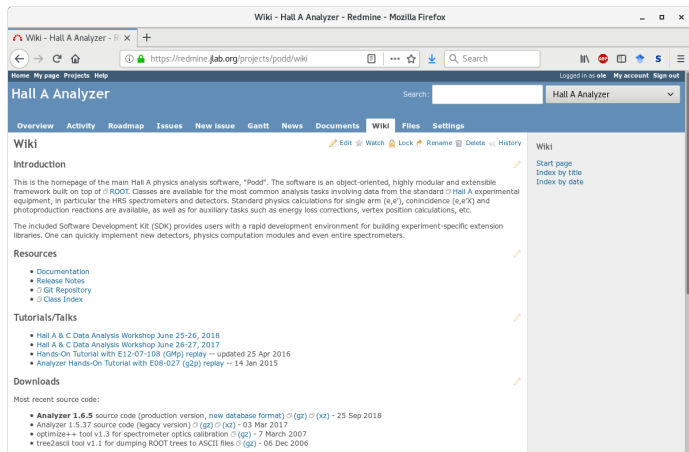 Wiki - Hall A Analyzer - Redmine - Mozilla Firefox
Wiki - Hall A Analyzer - R
https://redmine.jlab.org/projects/podd/wiki
Search
ABP
S
Home My page Projects Help
Logged in as ole My account Sign out
Hall A Analyzer
Search:
Hall A Analyzer
Overview Activity Roadmap Issues New issue Gantt News Documents Wiki Files Settings
Wiki
Edit Watch Lock Rename Delete History
Wiki
Start page
Index by title
Index by date
Introduction
This is the homepage of the main Hall A physics analysis software, "Podd". The software is an object-oriented, highly modular and extensible
framework built on top of ROOT. Classes are available for the most common analysis tasks involving data from the standard Hall A experimental
equipment, in particular the HRS spectrometers and detectors. Standard physics calculations for single arm (e,e'), conincidence (e,e'X) and
photoproduction reactions are available, as well as for auxiliary tasks such as energy loss corrections, vertex position calculations, etc.
The included Software Development Kit (SDK) provides users with a rapid development environment for building experiment-specific extension
libraries. One can quickly implement new detectors, physics computation modules and even entire spectrometers.
Resources
• Documentation
• Release Notes
• Git Repository
• Class Index
Tutorials/Talks
• Hall A & C Data Analysis Workshop June 25-26, 2018
• Hall A & C Data Analysis Workshop June 26-27, 2017
• Hands-On Tutorial with E12-07-108 (GMp) replay -- updated 25 Apr 2016
• Analyzer Hands-On Tutorial with E08-027 (g2p) replay -- 14 Jan 2015
Downloads
Most recent source code:
• Analyzer 1.6.5 source code (production version, new database format) (gz) (xz) - 25 Sep 2018
• Analyzer 1.5.37 source code (legacy version) (gz) (xz) - 03 Mar 2017
• optimize++ tool v1.3 for spectrometer optics calibration (gz) - 7 March 2007
• tree2ascii tool v1.1 for dumping ROOT trees to ASCII files (gz) - 06 Dec 2006